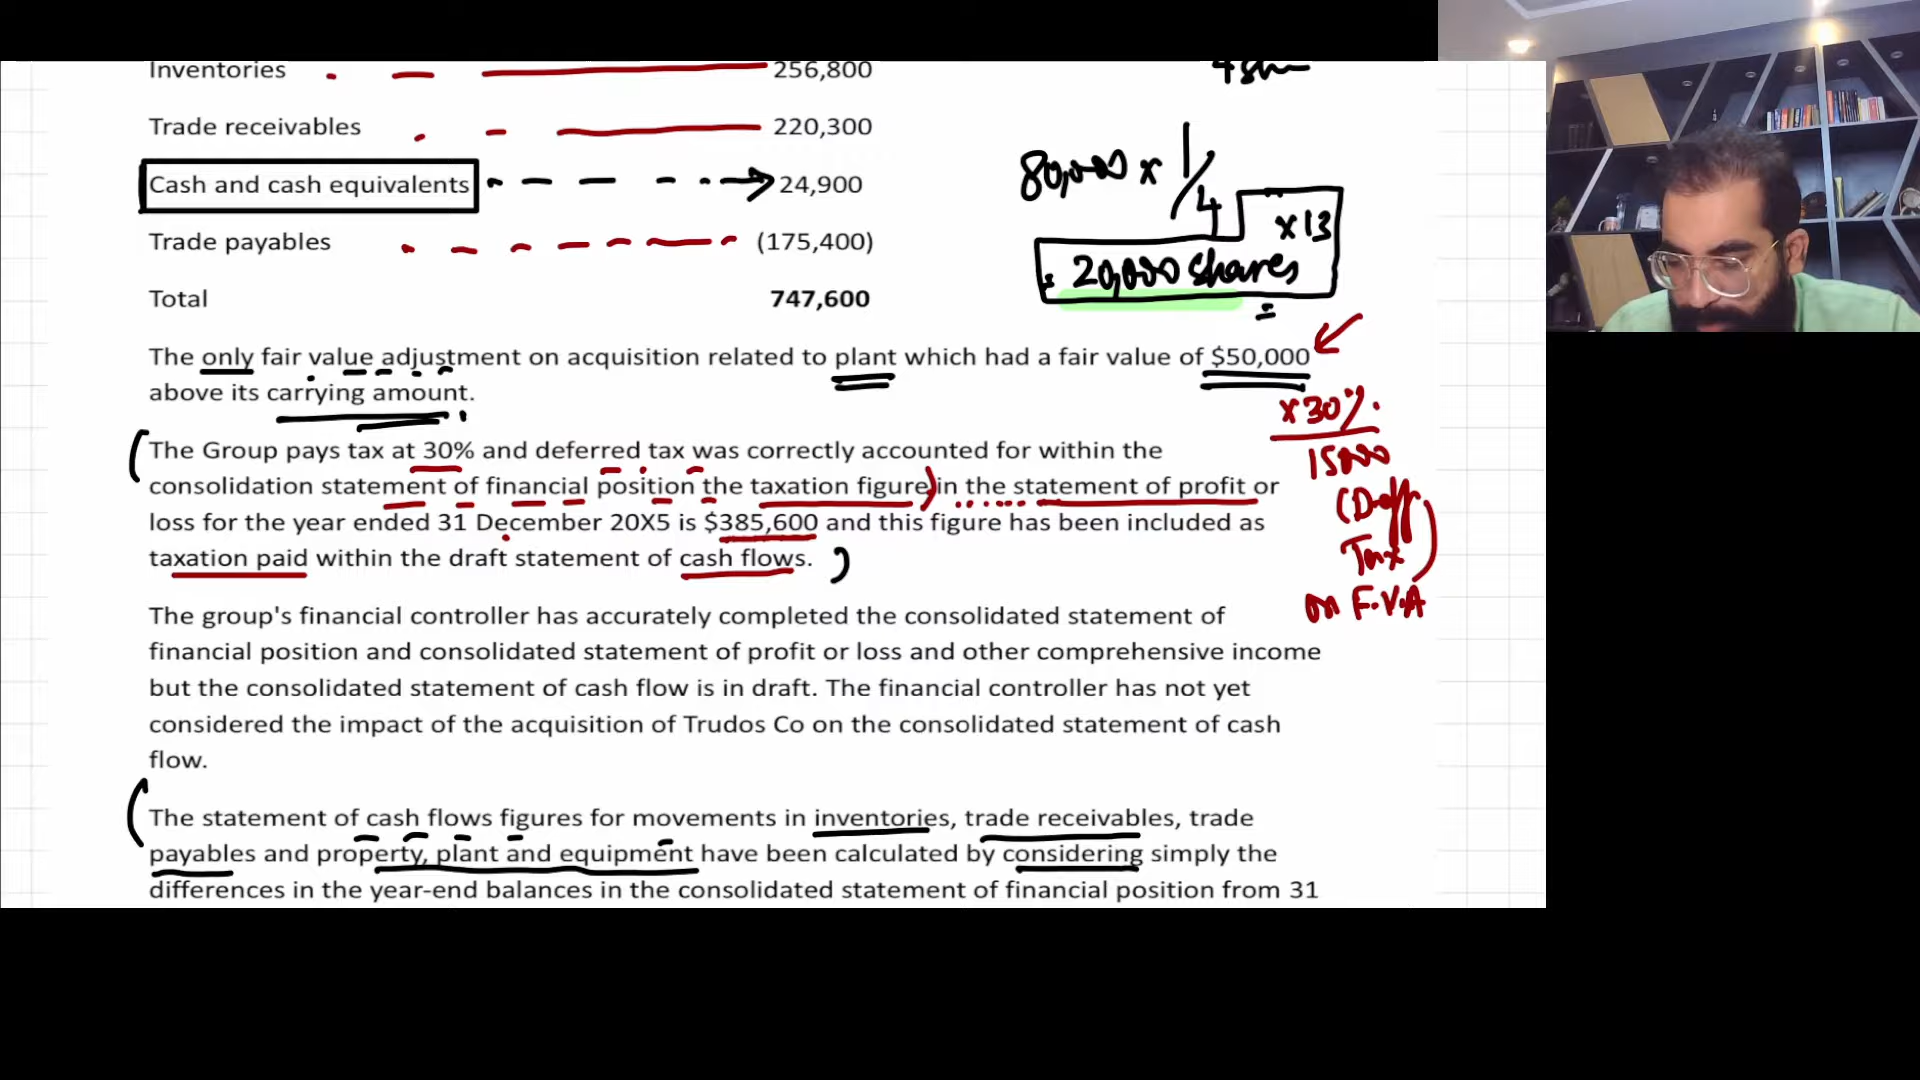 Inventories 256,800
Trade receivables 220,300
Cash and cash equivalents 24,900
Trade payables (175,400)
Total 747,600
80,000 x 1/4
x 13
= 20,000 shares
=
The only fair value adjustment on acquisition related to plant which had a fair value of $50,000
above its carrying amount.
x 30%
15000
(Deff
Tax)
on F.V.A
The Group pays tax at 30% and deferred tax was correctly accounted for within the
consolidation statement of financial position the taxation figure in the statement of profit or
loss for the year ended 31 December 20X5 is $385,600 and this figure has been included as
taxation paid within the draft statement of cash flows.
The group's financial controller has accurately completed the consolidated statement of
financial position and consolidated statement of profit or loss and other comprehensive income
but the consolidated statement of cash flow is in draft. The financial controller has not yet
considered the impact of the acquisition of Trudos Co on the consolidated statement of cash
flow.
The statement of cash flows figures for movements in inventories, trade receivables, trade
payables and property, plant and equipment have been calculated by considering simply the
differences in the year-end balances in the consolidated statement of financial position from 31